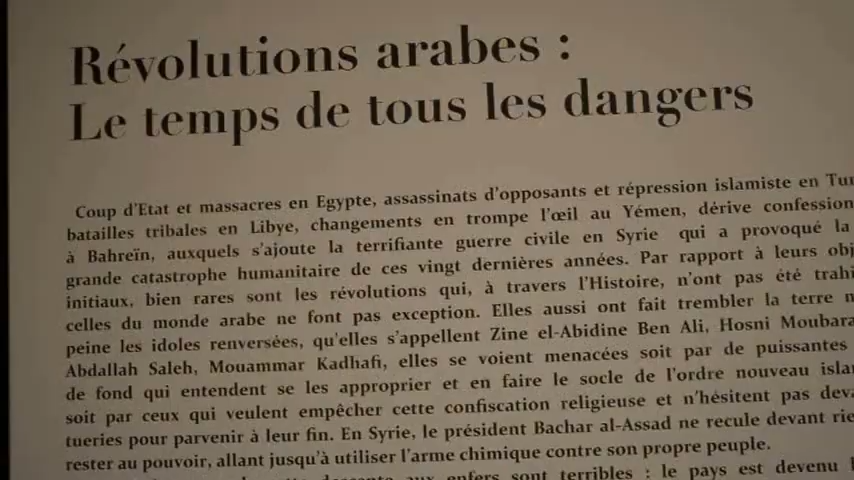 Révolutions arabes :
Le temps de tous les dangers
Coup d'Etat et massacres en Egypte, assassinats d'opposants et répression islamiste en
batailles tribales en Libye, changements en trompe l'œil au Yémen, dérive
à Bahreïn, auxquels s'ajoute la terrifiante guerre civile en Syrie qui a provoqué la
grande catastrophe humanitaire de ces vingt dernières années. Par rapport à leurs
initiaux, bien rares sont les révolutions qui, à travers l'Histoire, n'ont pas été
celles du monde arabe ne font pas exception. Elles aussi ont fait trembler la terre
peine les idoles renversées, qu'elles s'appellent Zine el-Abidine Ben Ali, Hosni
Abdallah Saleh, Mouammar Kadhafi, elles se voient menacées soit par de puissantes
de fond qui entendent se les approprier et en faire le socle de l'ordre nouveau
soit par ceux qui veulent empêcher cette confiscation religieuse et n'hésitent pas
tueries pour parvenir à leur fin. En Syrie, le président Bachar al-Assad ne recule devant
rester au pouvoir, allant jusqu'à utiliser l'arme chimique contre son propre peuple.
aux enfers sont terribles : le pays est devenu